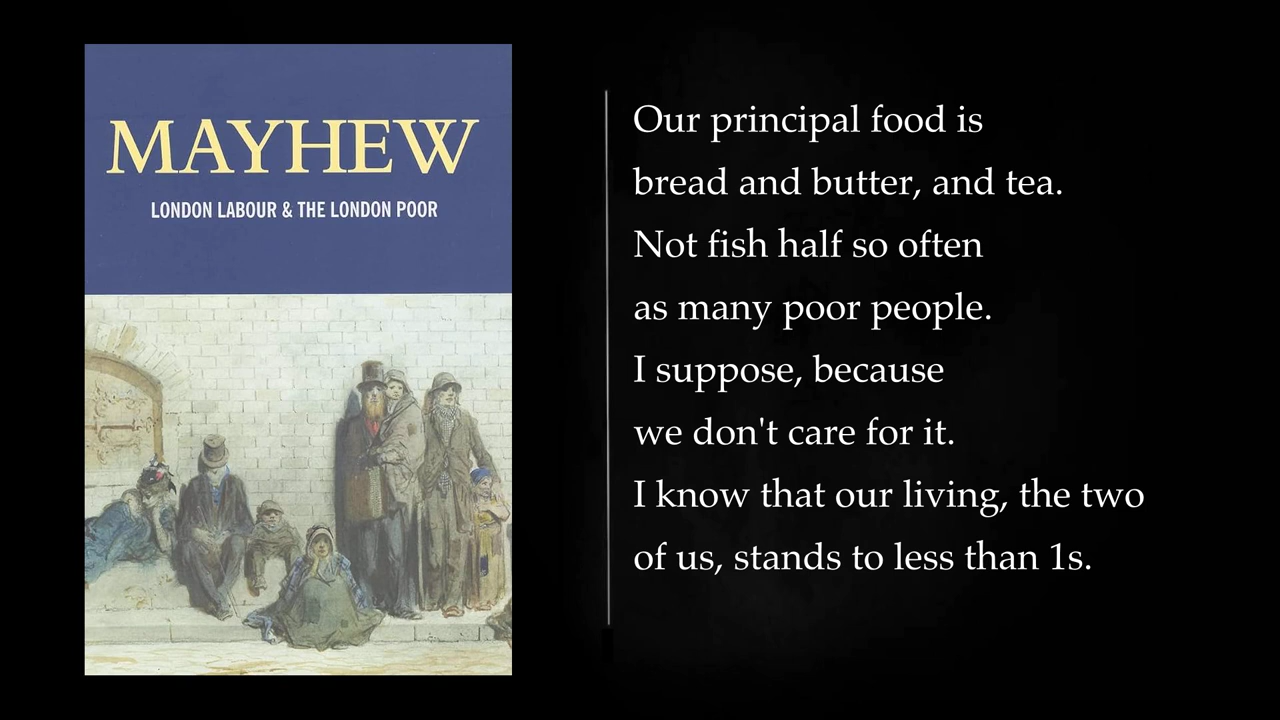 MAYHEW
LONDON LABOUR & THE LONDON POOR
Our principal food is
bread and butter, and tea.
Not fish half so often
as many poor people.
I suppose, because
we don't care for it.
I know that our living, the two
of us, stands to less than 1s.